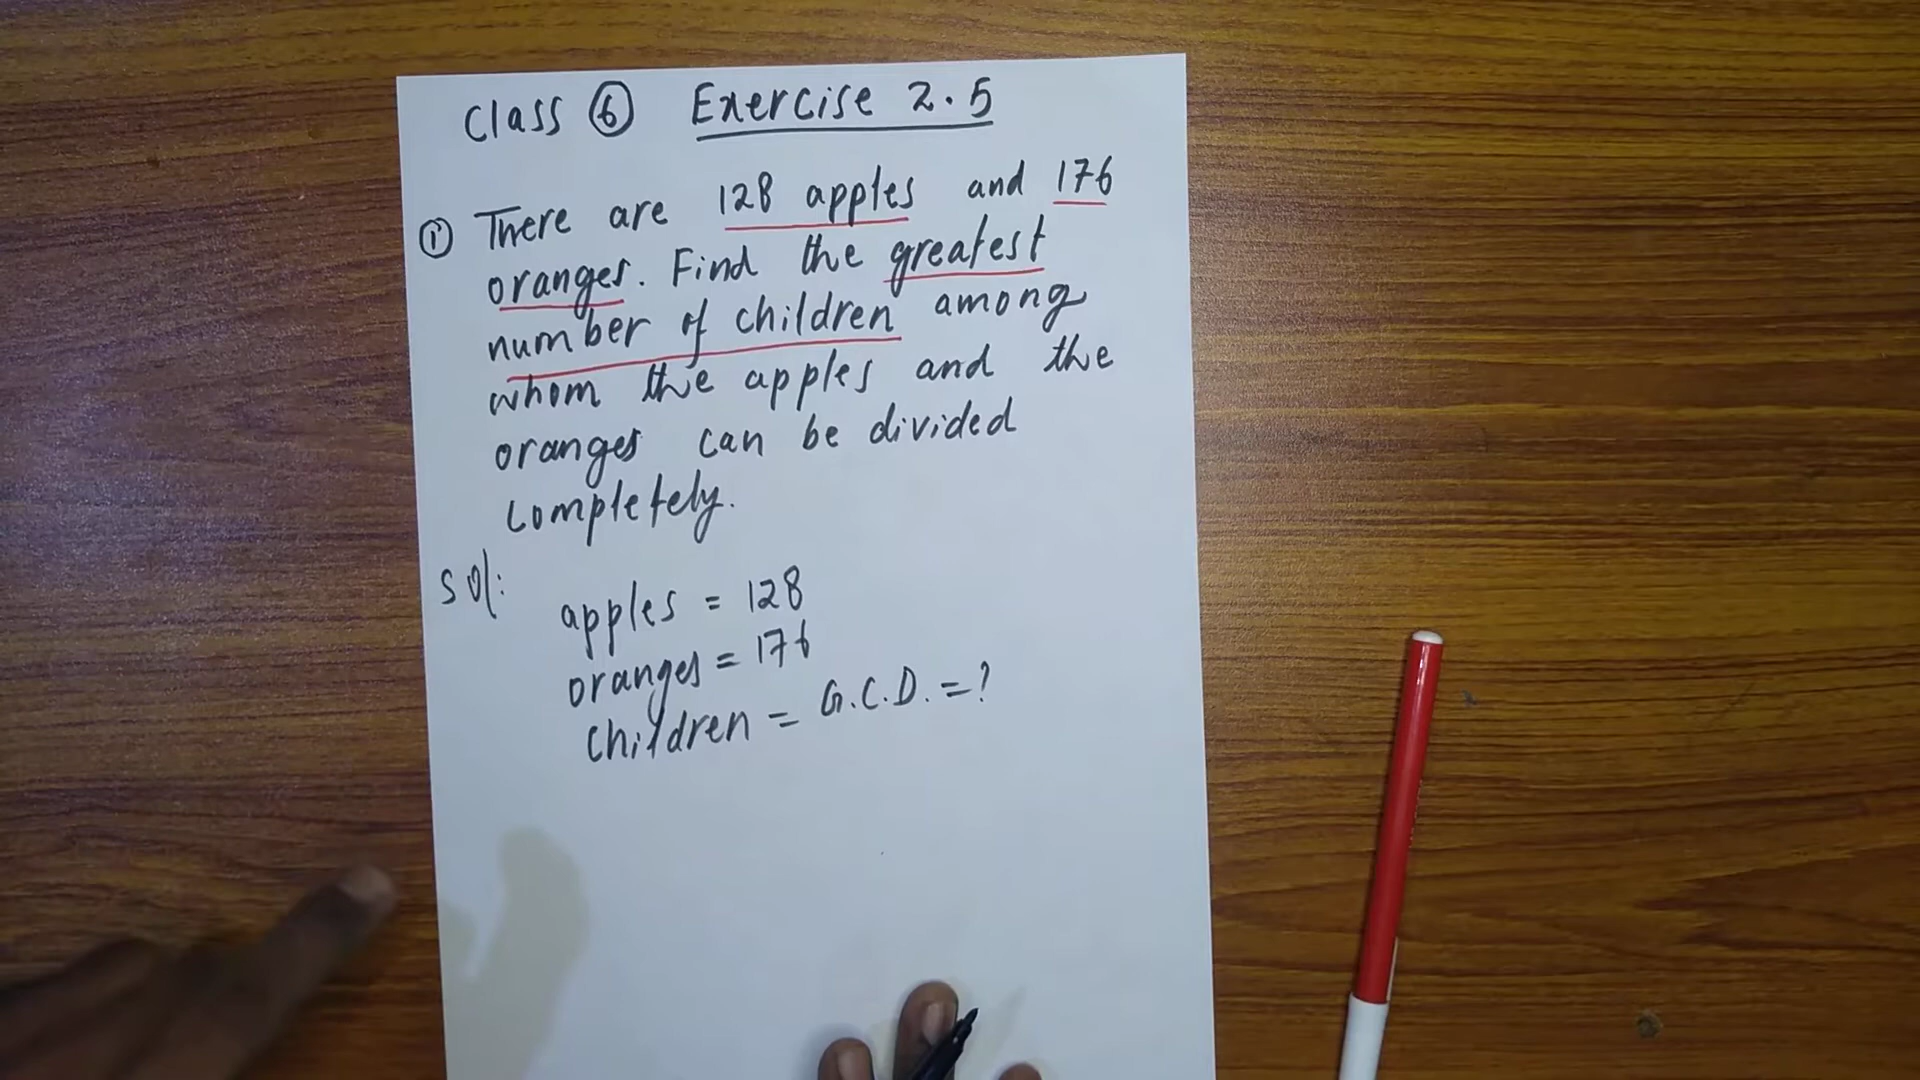 Class ⑥ Exercise 2.5
① There are 128 apples and 176
oranges. Find the greatest
number of children among
whom the apples and the
oranges can be divided
completely.
Sol:
apples = 128
oranges = 176
children = G.C.D. = ?